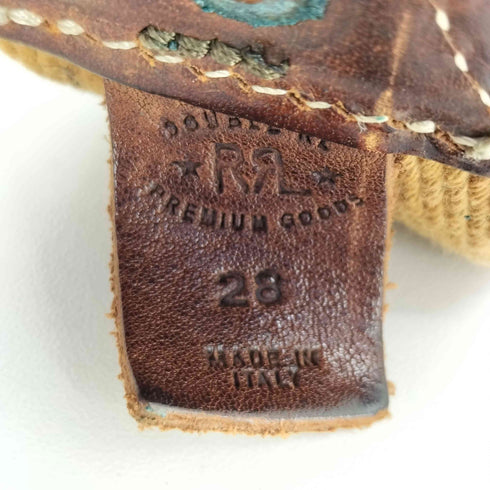 DOUBLE RL
★ RRL ★
PREMIUM GOODS
28
MADE IN
ITALY